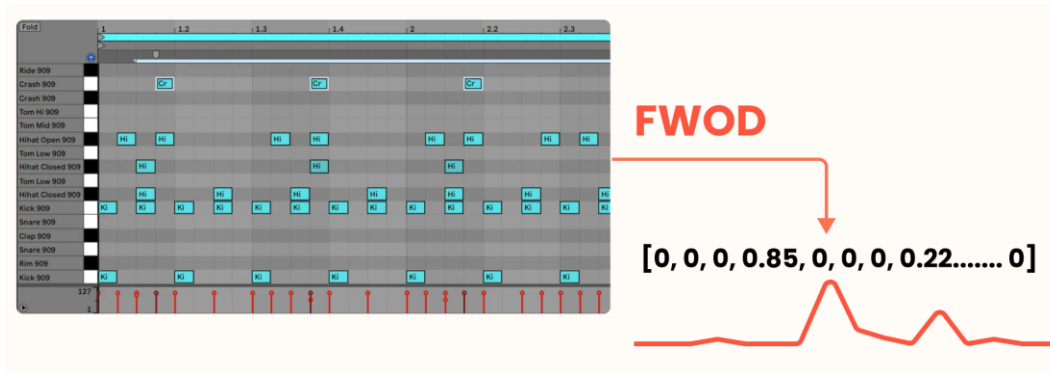 Fold 1 1.2 1.3 1.4 2 2.2 2.3
Ride 909
Crash 909 Cr Cr Cr
Crash 909
Tom Hi 909
Tom Mid 909
Hihat Open 909 Hi Hi Hi Hi Hi Hi Hi Hi
Tom Low 909
Hihat Closed 909 Hi Hi Hi
Tom Low 909
Hihat Closed 909 Hi Hi Hi Hi Hi Hi Hi
Kick 909 Ki Ki Ki Ki Ki Ki Ki Ki Ki Ki Ki Ki Ki Ki
Snare 909
Clap 909
Snare 909
Rim 909
Kick 909 Ki Ki Ki Ki Ki Ki Ki
127
1
FWOD
[0, 0, 0, 0.85, 0, 0, 0, 0.22....... 0]